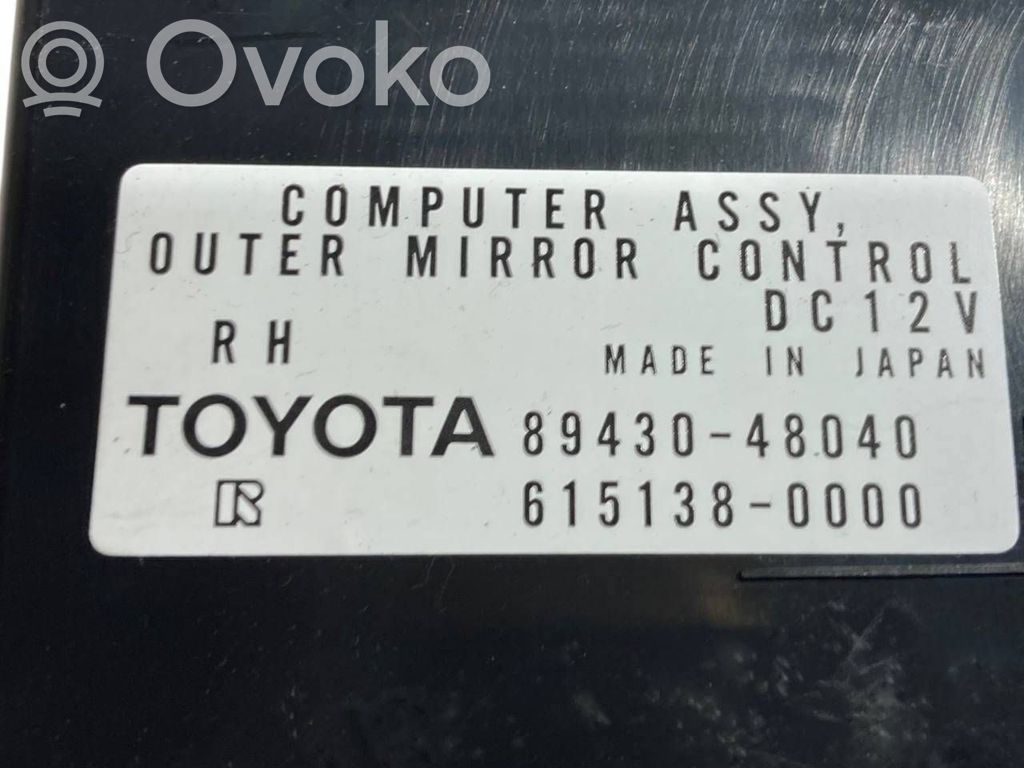 Ovoko
COMPUTER ASSY,
OUTER MIRROR CONTROL
DC12V
RH MADE IN JAPAN
TOYOTA 89430-48040
615138-0000